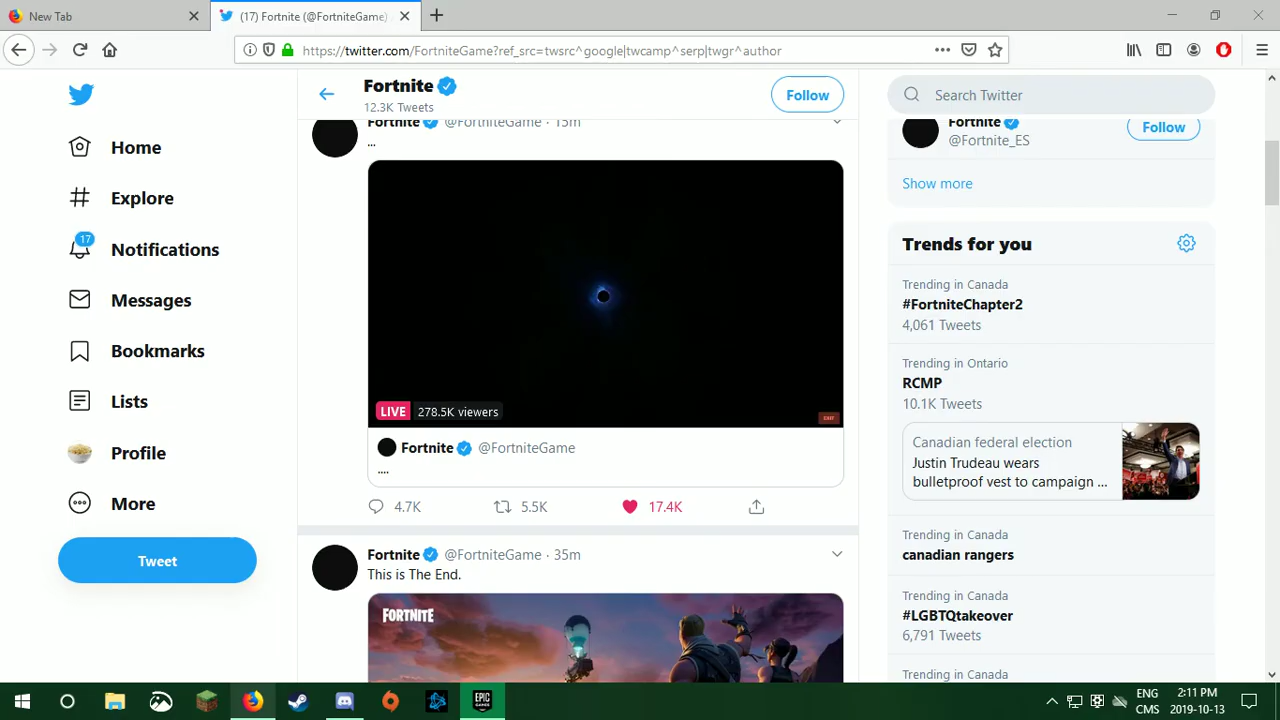 New Tab
(17) Fortnite (@FortniteGame)
https://twitter.com/FortniteGame?ref_src=twsrc^google|twcamp^serp|twgr^author
Home
Explore
17
Notifications
Messages
Bookmarks
Lists
Profile
More
Tweet
Fortnite
12.3K Tweets
Follow
Fortnite @FortniteGame · 15m
...
LIVE 278.5K viewers
EXIT
Fortnite @FortniteGame
....
4.7K 5.5K 17.4K
Fortnite @FortniteGame · 35m
This is The End.
FORTNITE
Search Twitter
Fortnite
@Fortnite_ES
Follow
Show more
Trends for you
Trending in Canada
#FortniteChapter2
4,061 Tweets
Trending in Ontario
RCMP
10.1K Tweets
Canadian federal election
Justin Trudeau wears
bulletproof vest to campaign ...
Trending in Canada
canadian rangers
Trending in Canada
#LGBTQtakeover
6,791 Tweets
Trending in Canada
EPIC
GAMES
ENG
CMS
2:11 PM
2019-10-13